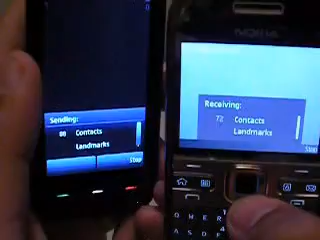 NOKIA
Sending:
80 Contacts
Landmarks
Stop
Receiving:
72 Contacts
Landmarks
Stop
Q W E R
A S D F